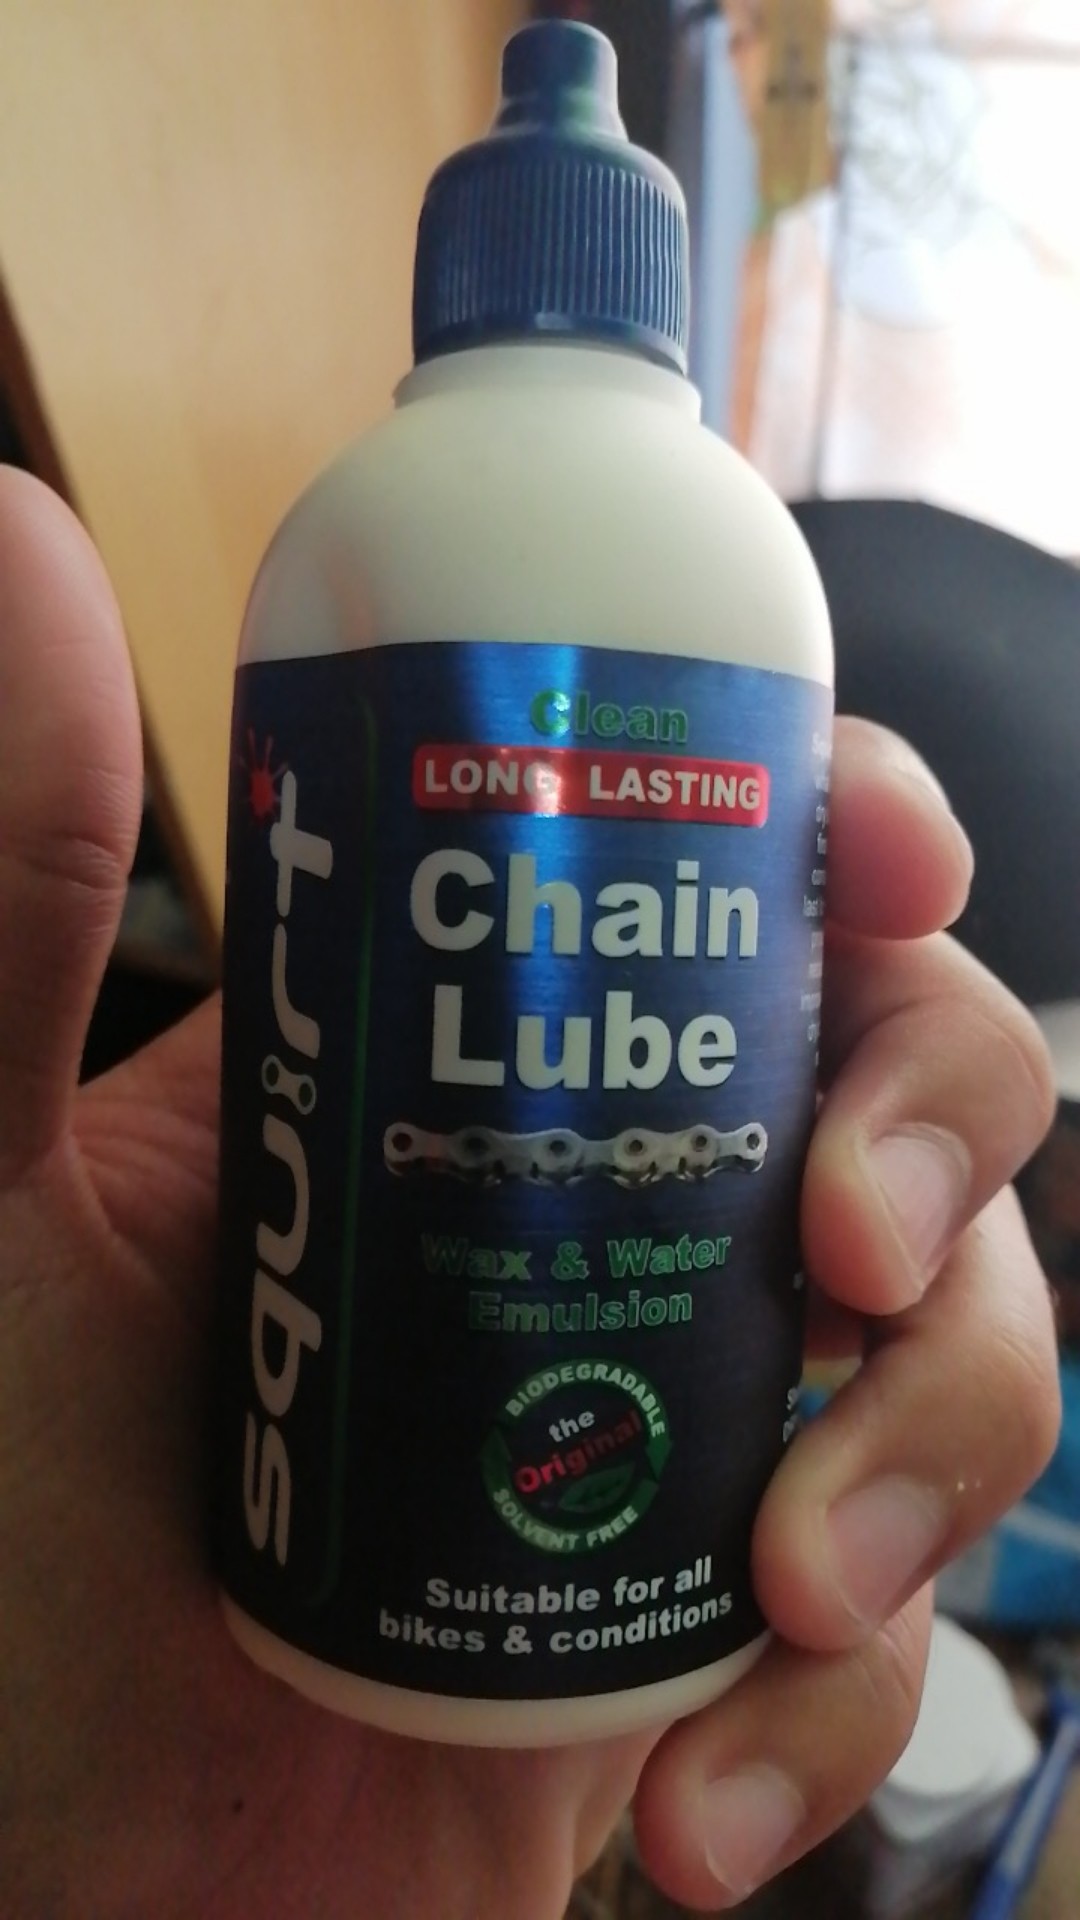 squirt
Clean
LONG LASTING
Chain
Lube
Wax & Water
Emulsion
BIODEGRADABLE
the
Original
SOLVENT FREE
Suitable for all
bikes & conditions